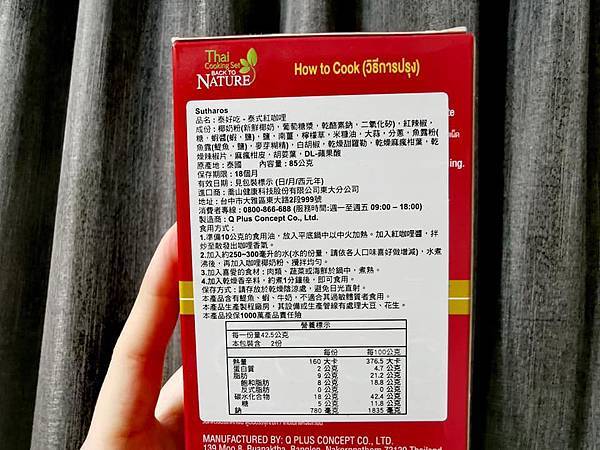 Thai
Cooking Set
BACK TO
NATURE
How to Cook (วิธีการปรุง)
Sutharos
品名：泰好吃 - 泰式紅咖哩
成份：椰奶粉(新鮮椰奶，葡萄糖漿，乾酪素鈉，二氧化矽)，紅辣椒，
糖，蝦醬(蝦，鹽)，鹽，南薑，檸檬草，米糠油，大蒜，分蔥，魚露粉(
魚露(鯷魚，鹽)，麥芽糊精)，白胡椒，乾燥甜羅勒，乾燥麻瘋柑葉，乾
燥辣椒片，麻瘋柑皮，胡荽葉，DL-蘋果酸
原產地：泰國 內容量：85公克
保存期限：18個月
有效日期：見包裝標示 (日/月/西元年)
進口商：喬山健康科技股份有限公司東大分公司
地址：台中市大雅區東大路2段999號
消費者專線：0800-866-688 (服務時間:週一至週五 09:00 – 18:00)
製造商：Q Plus Concept Co., Ltd.
食用方式：
1.準備10公克的食用油，放入平底鍋中以中火加熱。加入紅咖哩醬，拌
炒至散發出咖哩香氣。
2.加入約250~300毫升的水(水的份量，請依各人口味喜好做增減)，水煮
沸後，再加入咖哩椰奶粉、攪拌均勻。
3.加入喜愛的食材：肉類、蔬菜或海鮮於鍋中，煮熟。
4.加入乾燥香辛料，約煮1分鐘後，即可食用。
保存方式：請存放於乾燥陰涼處，避免日光直射。
本產品含有鯷魚、蝦、牛奶，不適合其過敏體質者食用。
本產品生產製程廠房，其設備或生產管線有處理大豆、花生。
本產品投保1000萬產品責任險
ing.
營養標示
每一份量42.5公克
本包裝含 2份
每份 每100公克
熱量 160 大卡 376.5 大卡
蛋白質 2 公克 4.7 公克
脂肪 9 公克 21.2 公克
飽和脂肪 8 公克 18.8 公克
反式脂肪 0 公克 0 公克
碳水化合物 18 公克 42.4 公克
糖 5 公克 11.8 公克
鈉 780 毫克 1835 毫克
MANUFACTURED BY: Q PLUS CONCEPT CO., LTD.
139 Moo 8, Buanaktha, Banglen, Nakornpathom 73120 Thailand